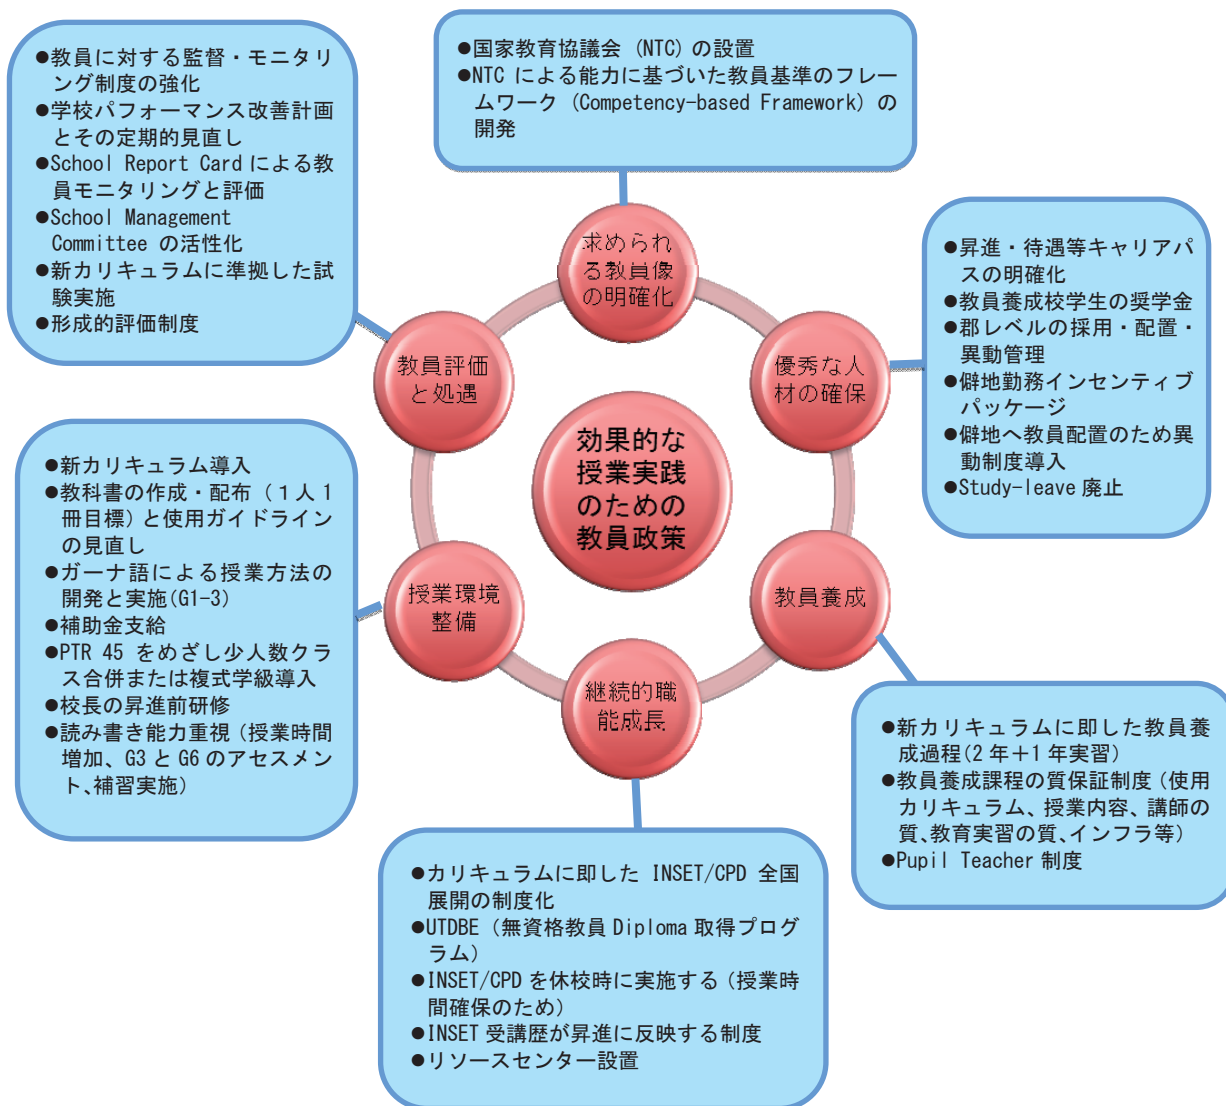 ●教員に対する監督・モニタリ
ング制度の強化
●学校パフォーマンス改善計画
とその定期的見直し
●School Report Card による教
員モニタリングと評価
●School Management
Committee の活性化
●新カリキュラムに準拠した試
験実施
●形成的評価制度
●国家教育協議会 (NTC) の設置
●NTC による能力に基づいた教員基準のフレー
ムワーク (Competency-based Framework) の
開発
求められ
る教員像
の明確化
●昇進・待遇等キャリアパ
スの明確化
●教員養成校学生の奨学金
●郡レベルの採用・配置・
異動管理
●僻地勤務インセンティブ
パッケージ
●僻地へ教員配置のため異
動制度導入
●Study-leave 廃止
教員評価
と処遇
優秀な人
材の確保
効果的な
授業実践
のための
教員政策
●新カリキュラム導入
●教科書の作成・配布（１人１
冊目標）と使用ガイドライン
の見直し
●ガーナ語による授業方法の
開発と実施(G1-3)
●補助金支給
●PTR 45 をめざし少人数クラ
ス合併または複式学級導入
●校長の昇進前研修
●読み書き能力重視（授業時間
増加、G3 と G6 のアセスメン
ト、補習実施）
授業環境
整備
教員養成
継続的職
能成長
●新カリキュラムに即した教員養
成過程(2 年＋1 年実習)
●教員養成課程の質保証制度（使用
カリキュラム、授業内容、講師の
質、教育実習の質、インフラ等）
●Pupil Teacher 制度
●カリキュラムに即した INSET/CPD 全国
展開の制度化
●UTDBE（無資格教員 Diploma 取得プログ
ラム）
●INSET/CPD を休校時に実施する（授業時
間確保のため）
●INSET 受講歴が昇進に反映する制度
●リソースセンター設置